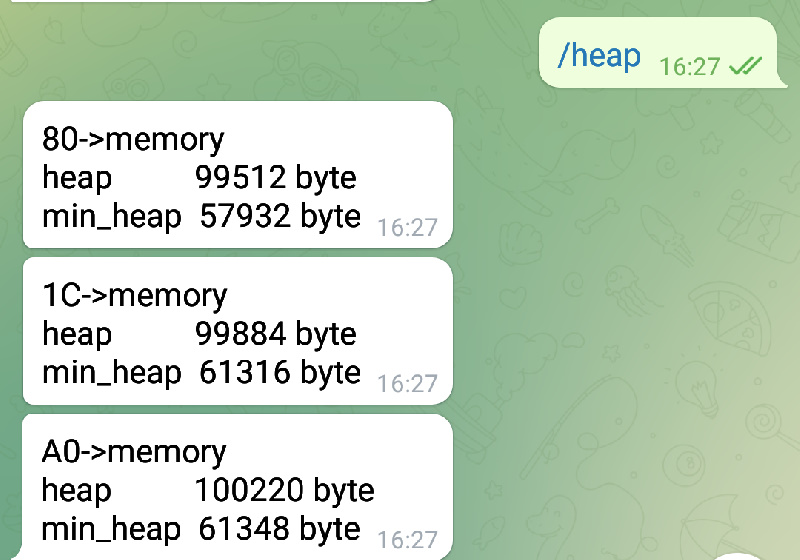 /heap 16:27
80->memory
heap 99512 byte
min_heap 57932 byte 16:27
1C->memory
heap 99884 byte
min_heap 61316 byte 16:27
A0->memory
heap 100220 byte
min_heap 61348 byte 16:27